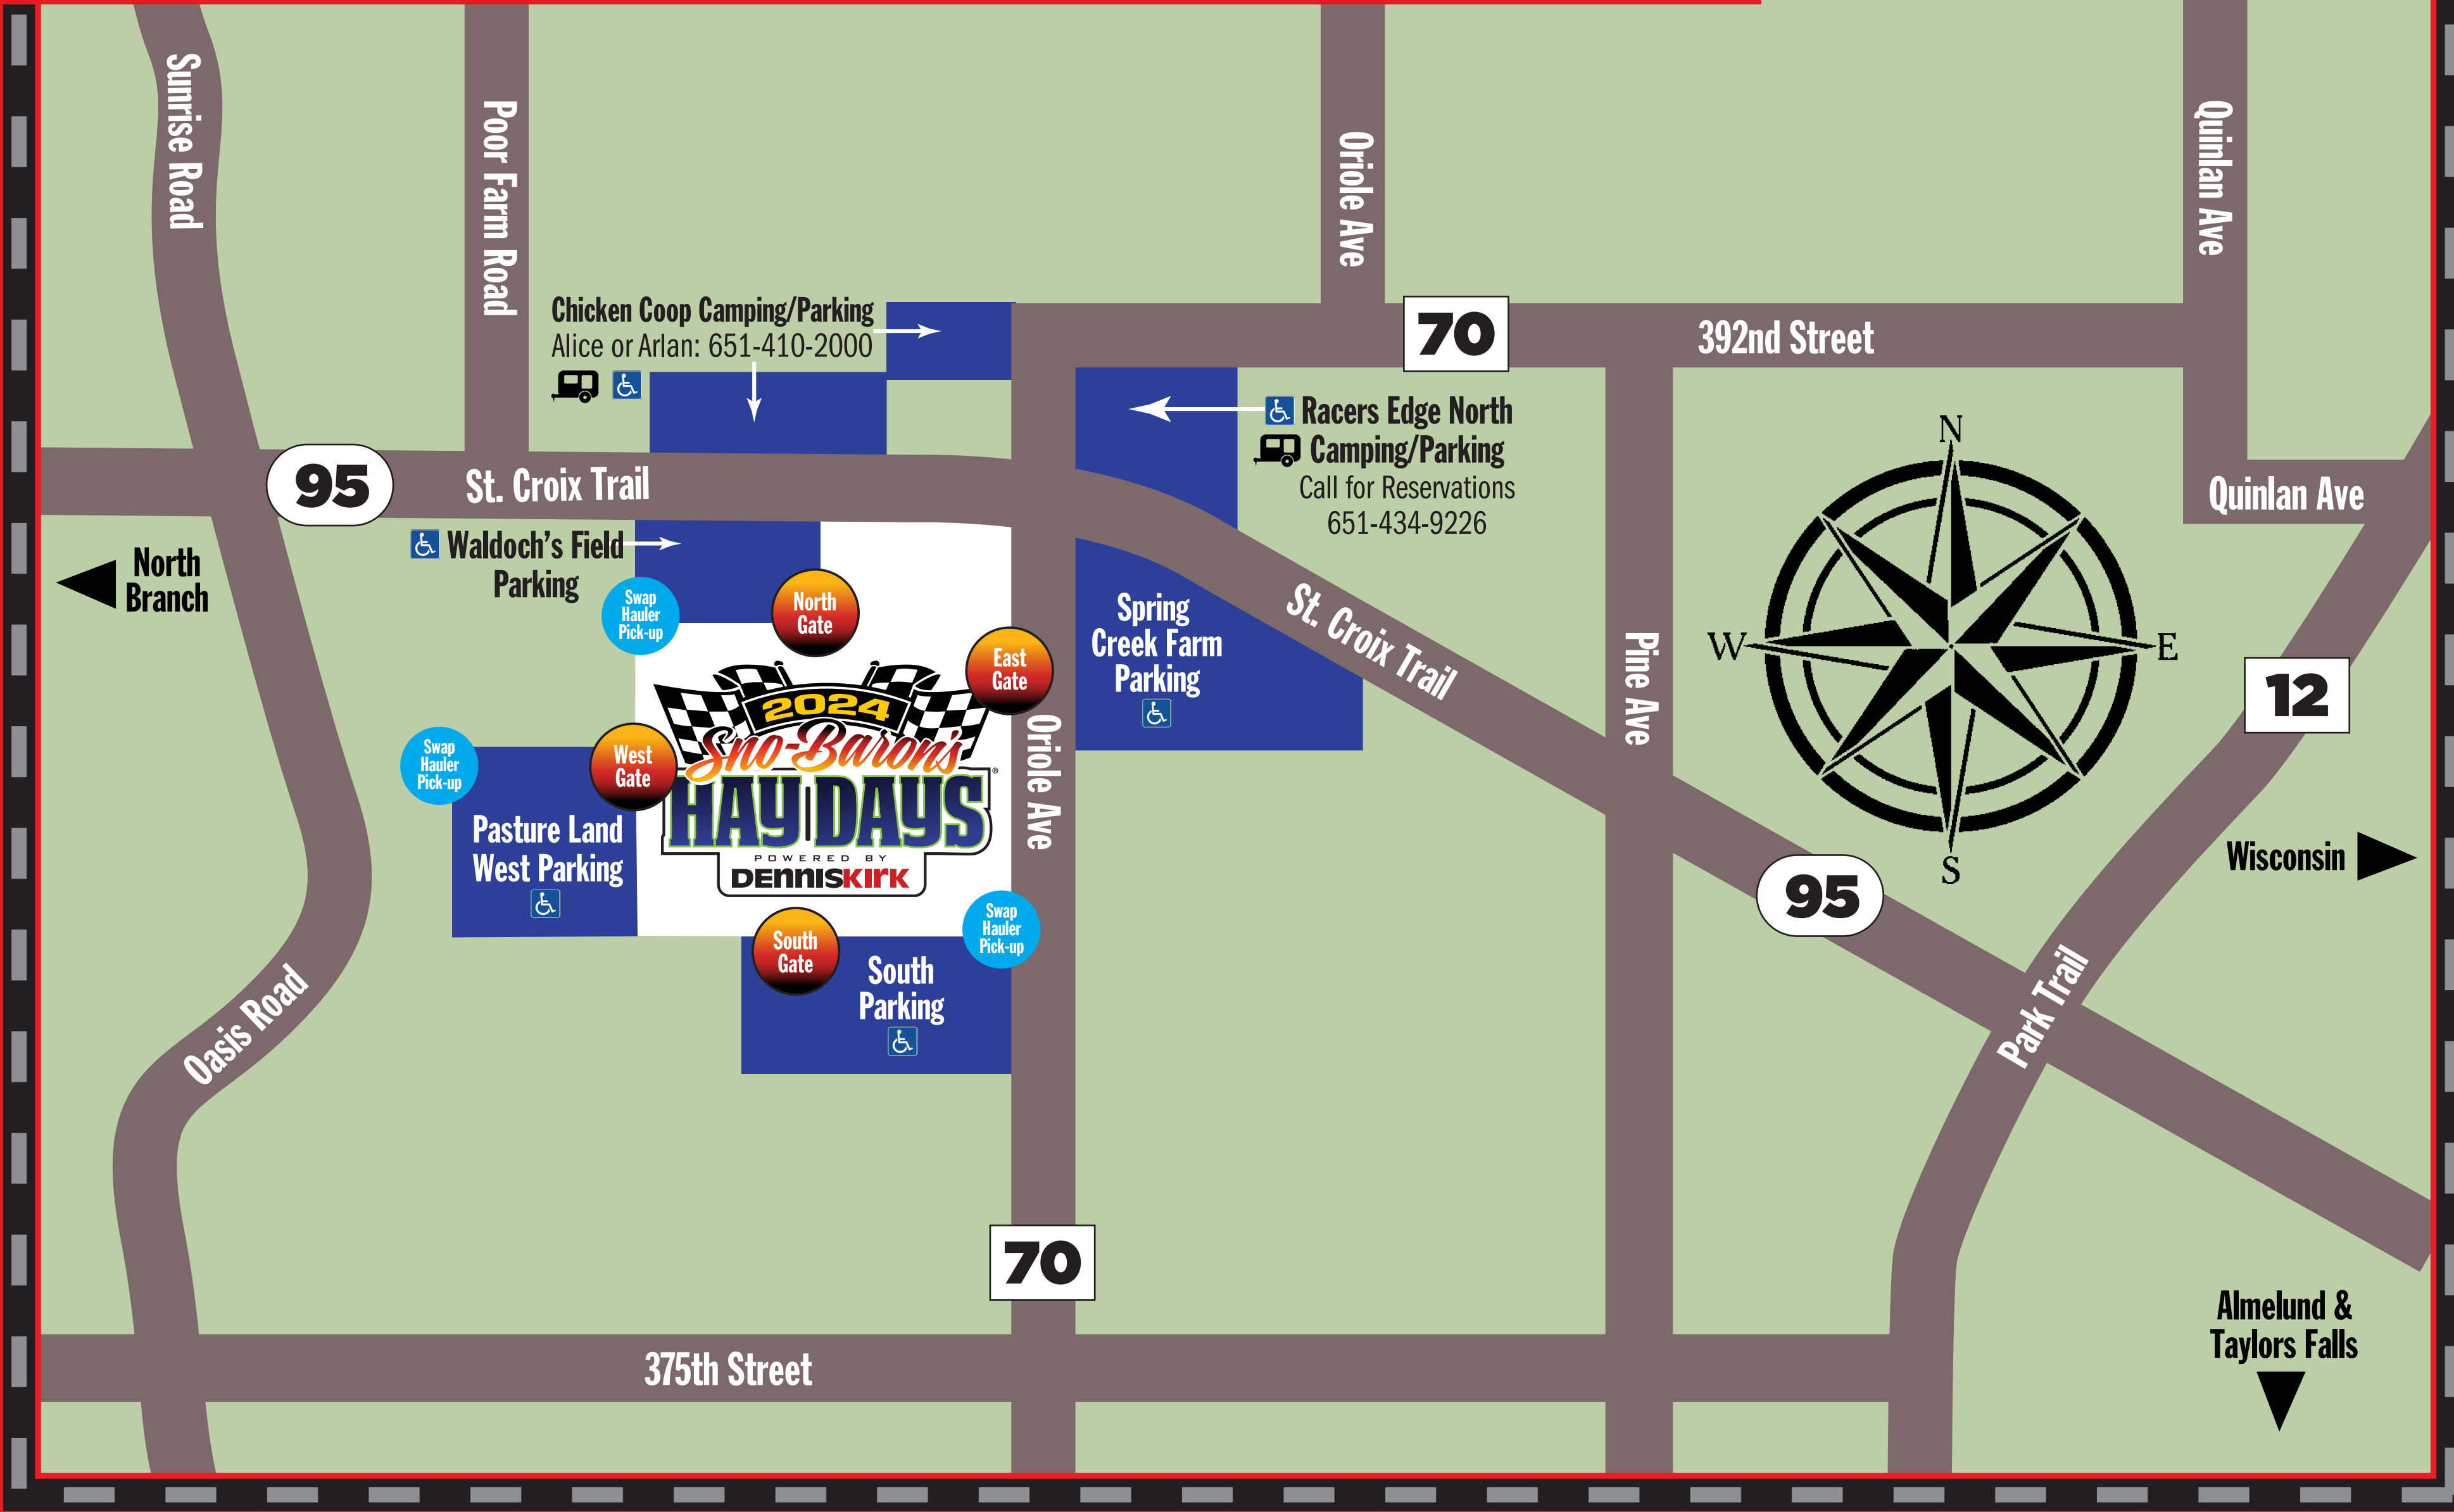 Sunrise Road
Poor Farm Road
Oriole Ave
Quinlan Ave
Chicken Coop Camping/Parking
Alice or Arlan: 651-410-2000
70
392nd Street
Racers Edge North
Camping/Parking
Call for Reservations
651-434-9226
95
St. Croix Trail
Quinlan Ave
Waldoch's Field
Parking
North
Branch
Swap
Hauler
Pick-up
North
Gate
East
Gate
Spring
Creek Farm
Parking
St. Croix Trail
Pine Ave
N
W
E
S
12
2024
Sno-Baron's
HAY DAYS
®
POWERED BY
DENNISKIRK
Swap
Hauler
Pick-up
West
Gate
Oriole Ave
Pasture Land
West Parking
Wisconsin
95
South
Gate
Swap
Hauler
Pick-up
South
Parking
Oasis Road
Park Trail
70
Almelund &
Taylors Falls
375th Street